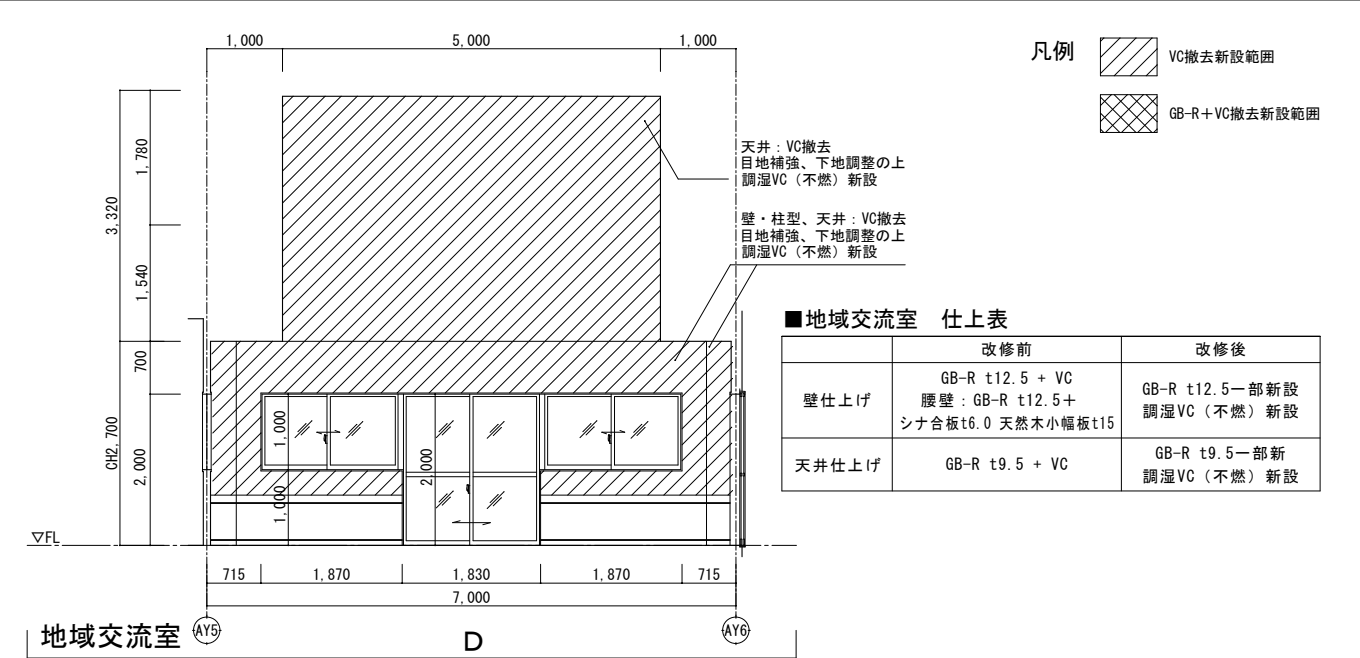 1,000
5,000
1,000
凡例
VC撤去新設範囲
GB-R+VC撤去新設範囲
1,780
3,320
1,540
700
CH2,700
2,000
天井：VC撤去
目地補強、下地調整の上
調湿VC（不燃）新設
壁・柱型、天井：VC撤去
目地補強、下地調整の上
調湿VC（不燃）新設
■地域交流室　仕上表
改修前
改修後
壁仕上げ
GB-R t12.5 + VC
腰壁：GB-R t12.5+
シナ合板t6.0 天然木小幅板t15
GB-R t12.5一部新設
調湿VC（不燃）新設
天井仕上げ
GB-R t9.5 + VC
GB-R t9.5一部新
調湿VC（不燃）新設
1,000
2,000
1,000
▽FL
715
1,870
1,830
1,870
715
7,000
AY5
AY6
地域交流室
D